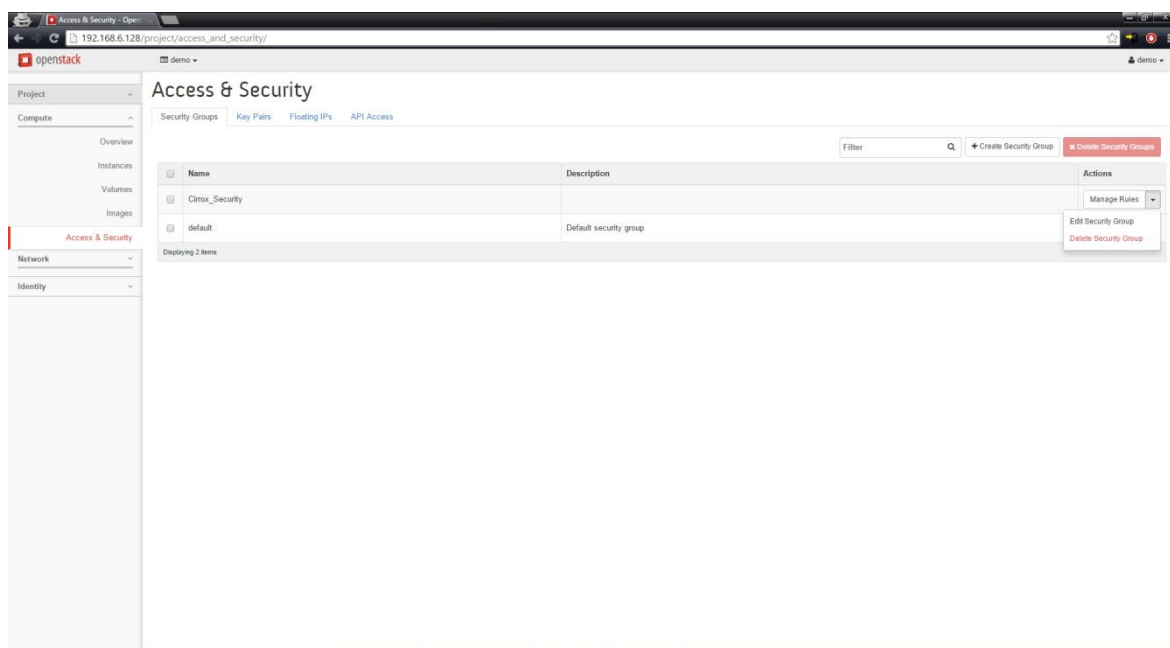 Access & Security - Open
192.168.6.128/project/access_and_security/
openstack
demo
demo
Project
Compute
Overview
Instances
Volumes
Images
Access & Security
Network
Identity
Access & Security
Security Groups Key Pairs Floating IPs API Access
Filter + Create Security Group Delete Security Groups
Name Description Actions
Cirrox_Security Manage Rules
default Default security group
Edit Security Group
Delete Security Group
Displaying 2 items